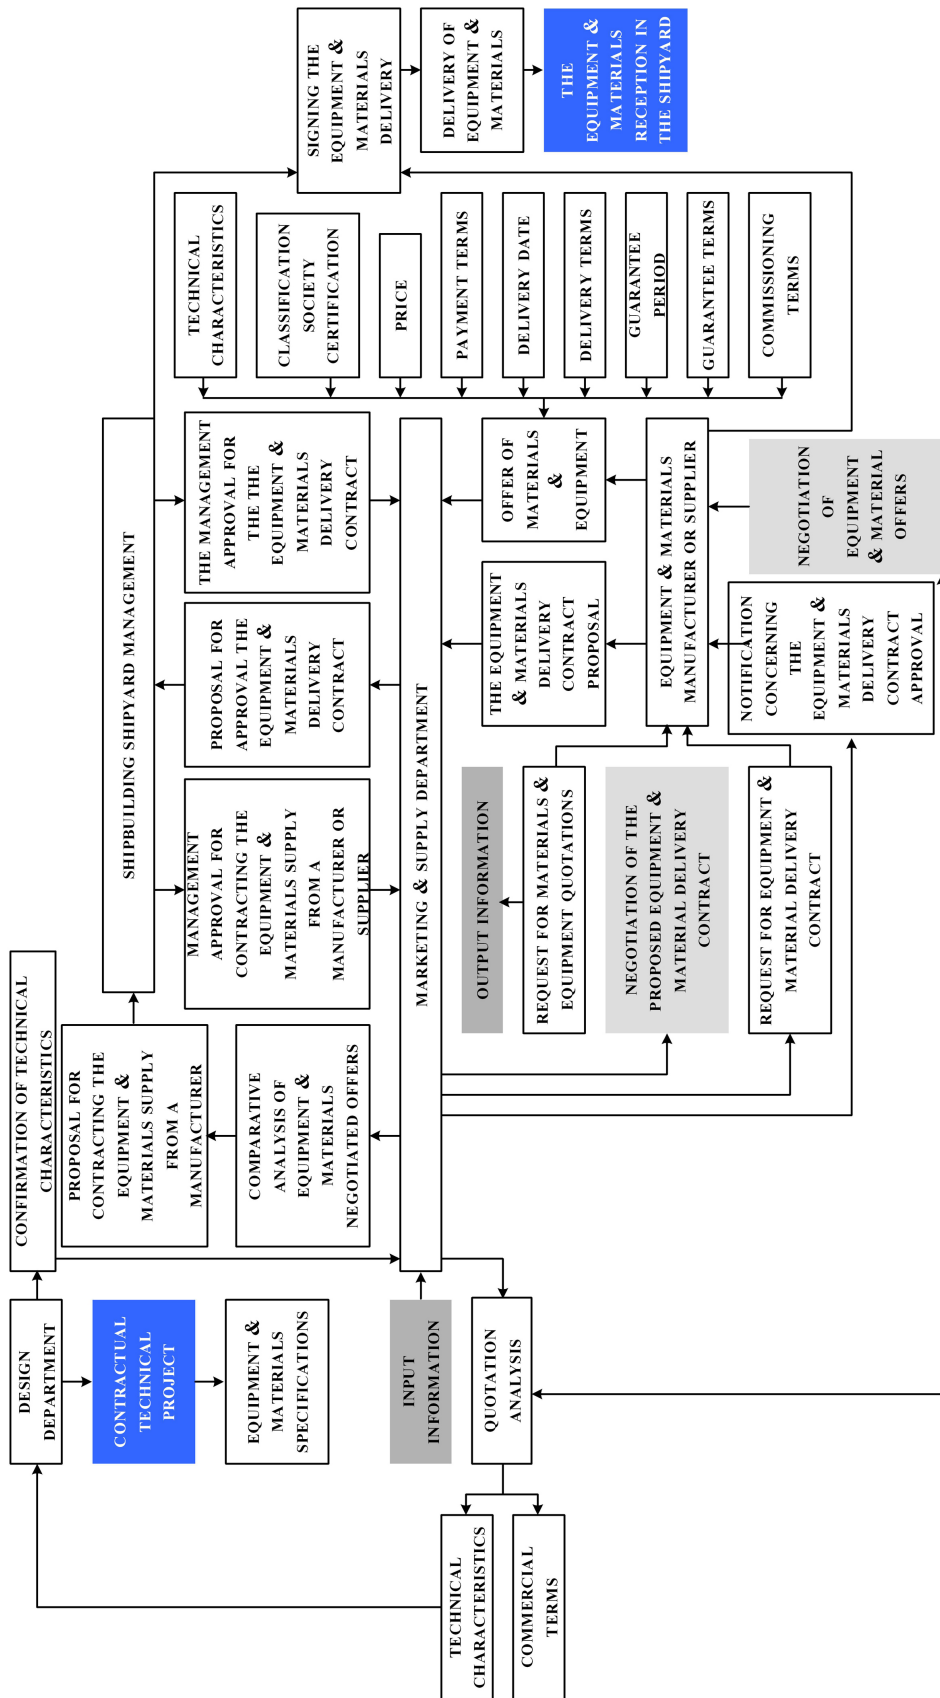 DESIGN
DEPARTMENT
CONFIRMATION OF TECHNICAL
CHARACTERISTICS
CONTRACTUAL
TECHNICAL
PROJECT
EQUIPMENT &
MATERIALS
SPECIFICATIONS
PROPOSAL FOR
CONTRACTING THE
EQUIPMENT &
MATERIALS SUPPLY
FROM A
MANUFACTURER
SHIPBUILDING SHIPYARD MANAGEMENT
SIGNING THE
EQUIPMENT &
MATERIALS
DELIVERY
DELIVERY OF
EQUIPMENT &
MATERIALS
THE
EQUIPMENT &
MATERIALS
RECEPTION IN
THE SHIPYARD
COMPARATIVE
ANALYSIS OF
EQUIPMENT &
MATERIALS
NEGOTIATED OFFERS
MANAGEMENT
APPROVAL FOR
CONTRACTING THE
EQUIPMENT &
MATERIALS SUPPLY
FROM A
MANUFACTURER OR
SUPPLIER
PROPOSAL FOR
APPROVAL THE
EQUIPMENT &
MATERIALS
DELIVERY
CONTRACT
THE MANAGEMENT
APPROVAL FOR
THE THE
EQUIPMENT &
MATERIALS
DELIVERY
CONTRACT
TECHNICAL
CHARACTERISTICS
CLASSIFICATION
SOCIETY
CERTIFICATION
PRICE
PAYMENT TERMS
DELIVERY DATE
DELIVERY TERMS
GUARANTEE
PERIOD
GUARANTEE TERMS
COMMISSIONING
TERMS
INPUT
INFORMATION
MARKETING & SUPPLY DEPARTMENT
QUOTATION
ANALYSIS
TECHNICAL
CHARACTERISTICS
COMMERCIAL
TERMS
OUTPUT INFORMATION
REQUEST FOR MATERIALS &
EQUIPMENT QUOTATIONS
THE EQUIPMENT
& MATERIALS
DELIVERY
CONTRACT
PROPOSAL
OFFER OF
MATERIALS
&
EQUIPMENT
NEGOTIATION OF THE
PROPOSED EQUIPMENT &
MATERIAL DELIVERY
CONTRACT
EQUIPMENT & MATERIALS
MANUFACTURER OR SUPPLIER
REQUEST FOR EQUIPMENT &
MATERIAL DELIVERY
CONTRACT
NOTIFICATION
CONCERNING
THE
EQUIPMENT &
MATERIALS
DELIVERY
CONTRACT
APPROVAL
NEGOTIATION
OF
EQUIPMENT
& MATERIAL
OFFERS